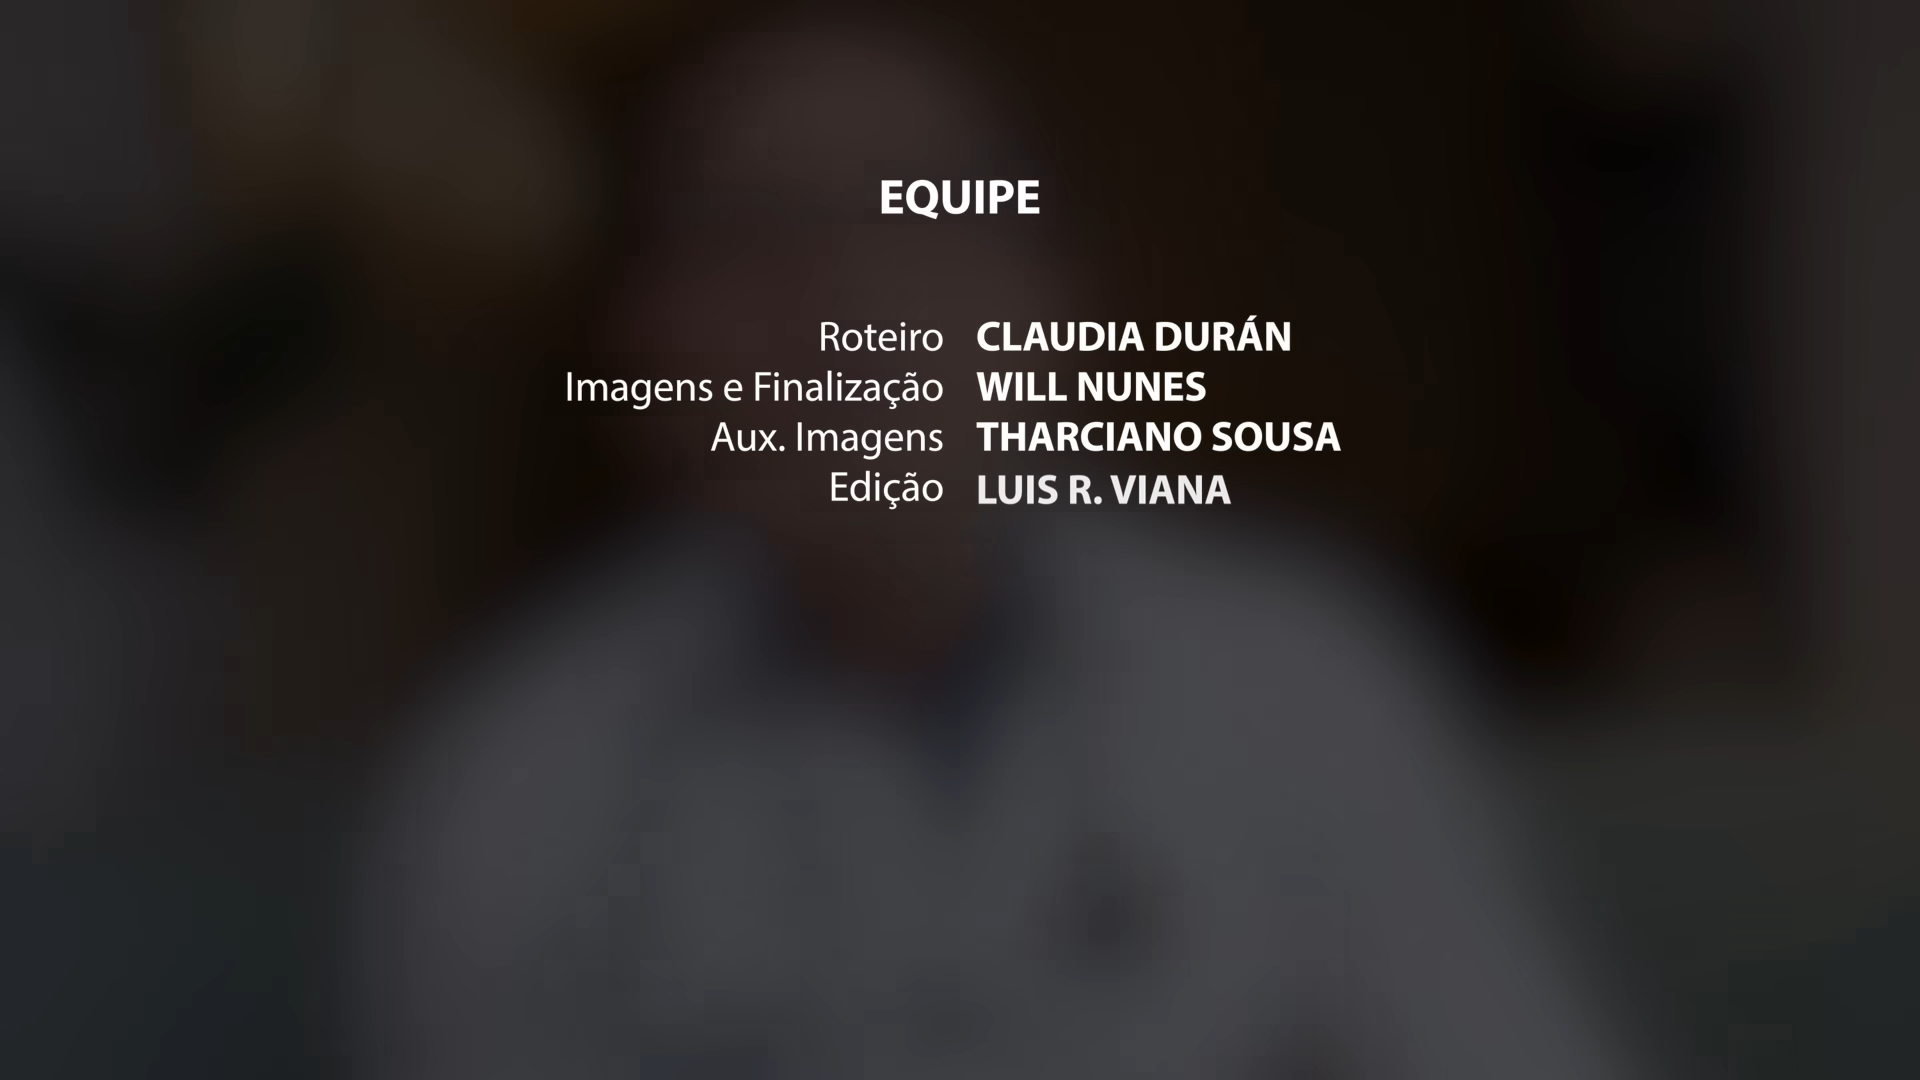 EQUIPE
Roteiro CLAUDIA DURÁN
Imagens e Finalização WILL NUNES
Aux. Imagens THARCIANO SOUSA
Edição LUIS R. VIANA